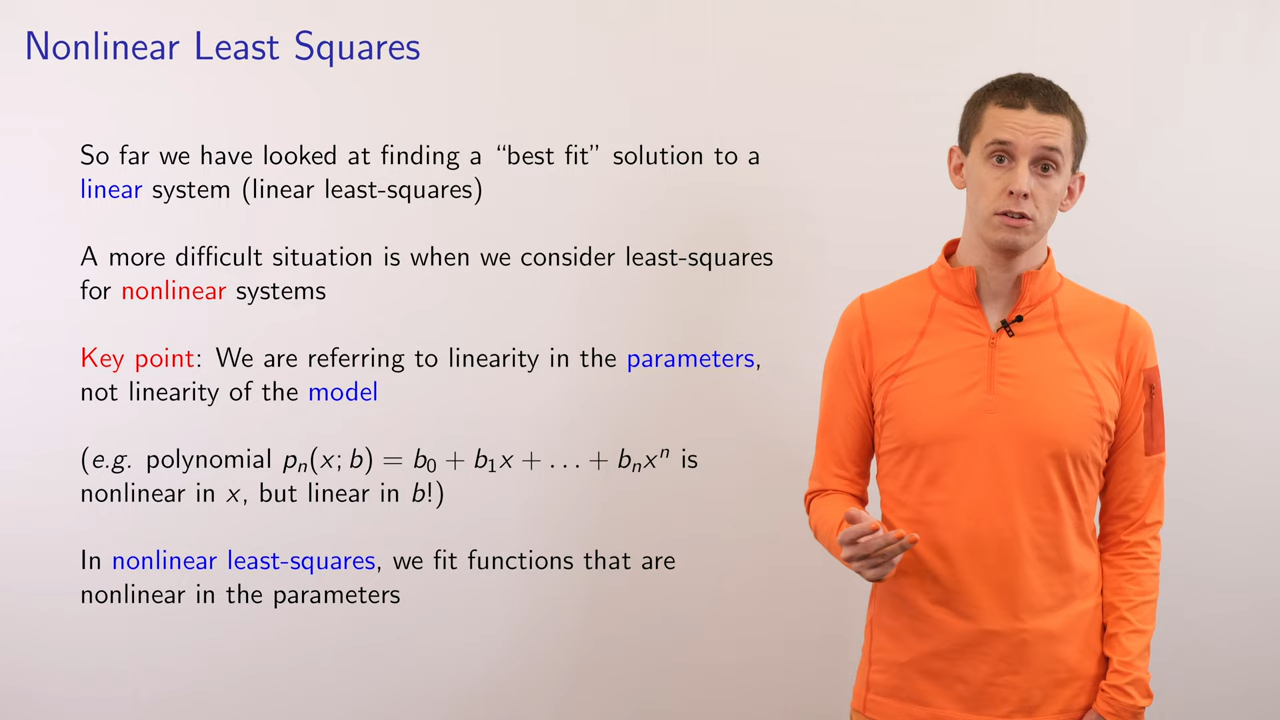 Nonlinear Least Squares
So far we have looked at finding a “best fit” solution to a
linear system (linear least-squares)
A more difficult situation is when we consider least-squares
for nonlinear systems
Key point: We are referring to linearity in the parameters,
not linearity of the model
(e.g. polynomial pₙ(x; b) = b₀ + b₁x + … + bₙxⁿ is
nonlinear in x, but linear in b!)
In nonlinear least-squares, we fit functions that are
nonlinear in the parameters